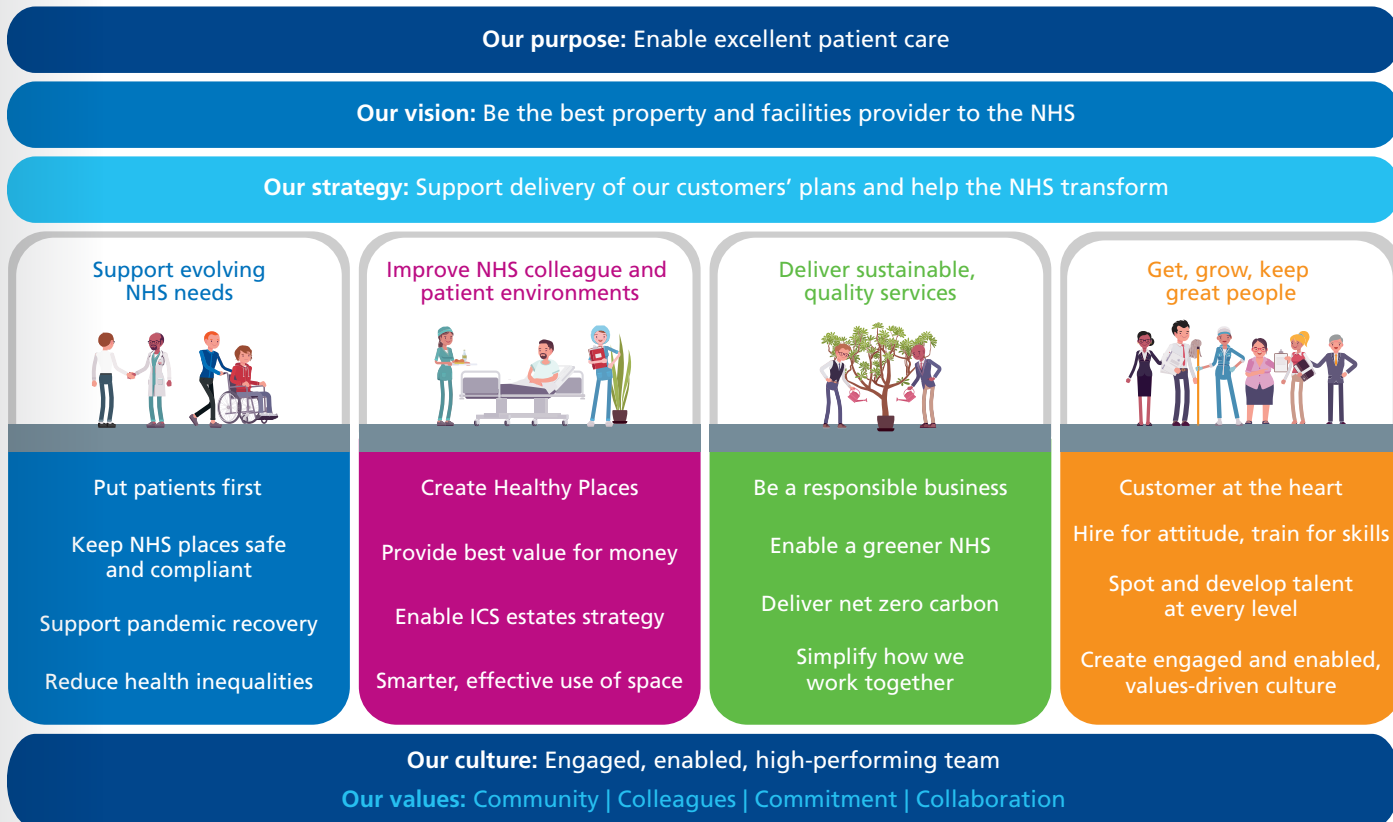 Our purpose: Enable excellent patient care
Our vision: Be the best property and facilities provider to the NHS
Our strategy: Support delivery of our customers’ plans and help the NHS transform
Support evolving
NHS needs
Put patients first
Keep NHS places safe
and compliant
Support pandemic recovery
Reduce health inequalities
Improve NHS colleague and
patient environments
Create Healthy Places
Provide best value for money
Enable ICS estates strategy
Smarter, effective use of space
Deliver sustainable,
quality services
Be a responsible business
Enable a greener NHS
Deliver net zero carbon
Simplify how we
work together
Get, grow, keep
great people
Customer at the heart
Hire for attitude, train for skills
Spot and develop talent
at every level
Create engaged and enabled,
values-driven culture
Our culture: Engaged, enabled, high-performing team
Our values: Community | Colleagues | Commitment | Collaboration